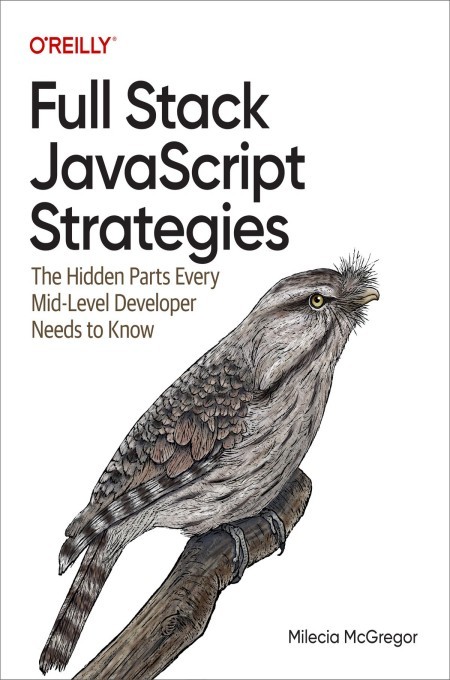 O'REILLY®
Full Stack
JavaScript
Strategies
The Hidden Parts Every
Mid-Level Developer
Needs to Know
Milecia McGregor